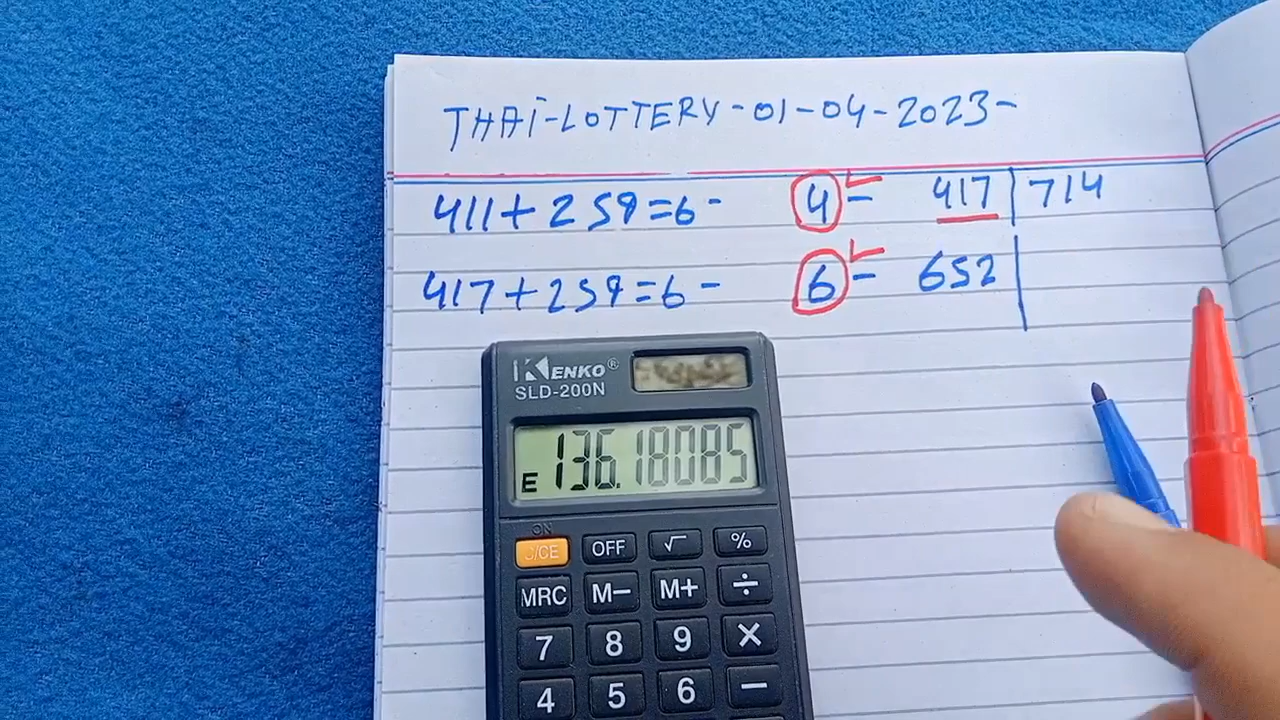 THAI-LOTTERY-01-04-2023-
411+259=6- 4= 417 | 714
417+259=6- 6- 652 |
KENKO®
SLD-200N
E 136.18085
ON
C/CE OFF √ %
MRC M− M+ ÷
7 8 9 ×
4 5 6 −